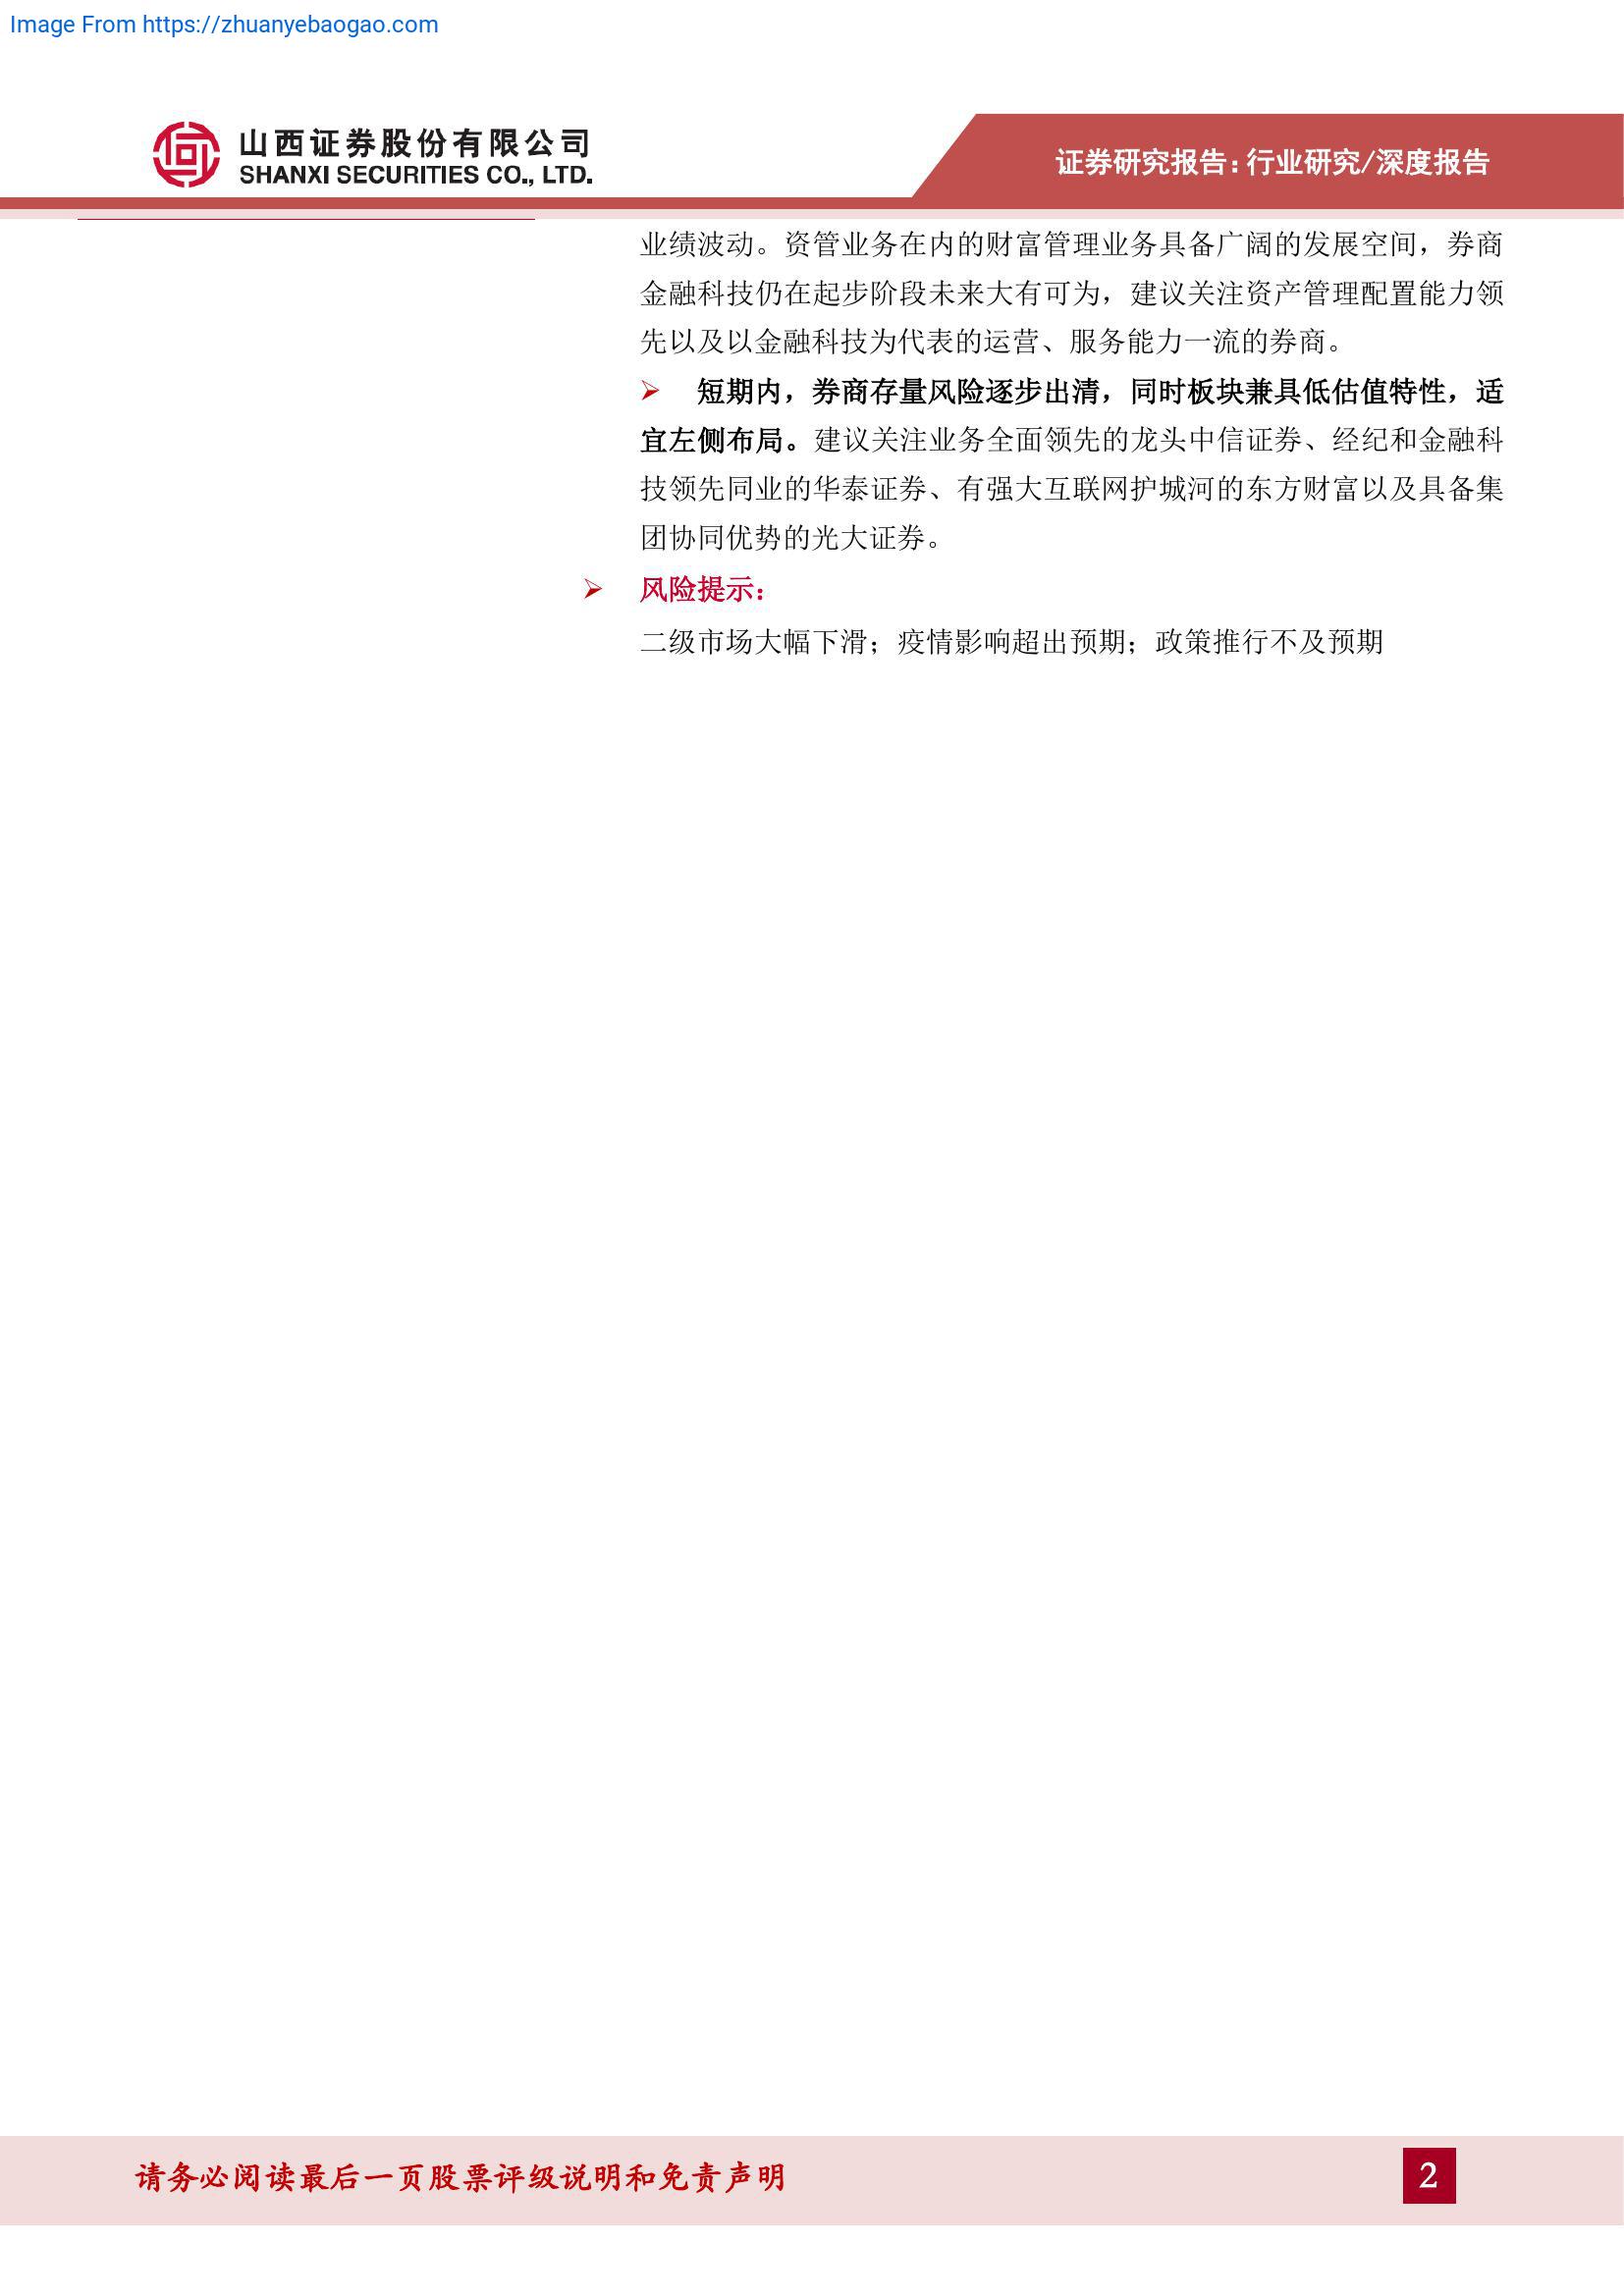 Image From https://zhuanyebaogao.com
山西证券股份有限公司
SHANXI SECURITIES CO., LTD.
证券研究报告:行业研究/深度报告
业绩波动。资管业务在内的财富管理业务具备广阔的发展空间，券商
金融科技仍在起步阶段未来大有可为，建议关注资产管理配置能力领
先以及以金融科技为代表的运营、服务能力一流的券商。
➢ 短期内，券商存量风险逐步出清，同时板块兼具低估值特性，适
宜左侧布局。建议关注业务全面领先的龙头中信证券、经纪和金融科
技领先同业的华泰证券、有强大互联网护城河的东方财富以及具备集
团协同优势的光大证券。
➢ 风险提示：
二级市场大幅下滑；疫情影响超出预期；政策推行不及预期
请务必阅读最后一页股票评级说明和免责声明
2